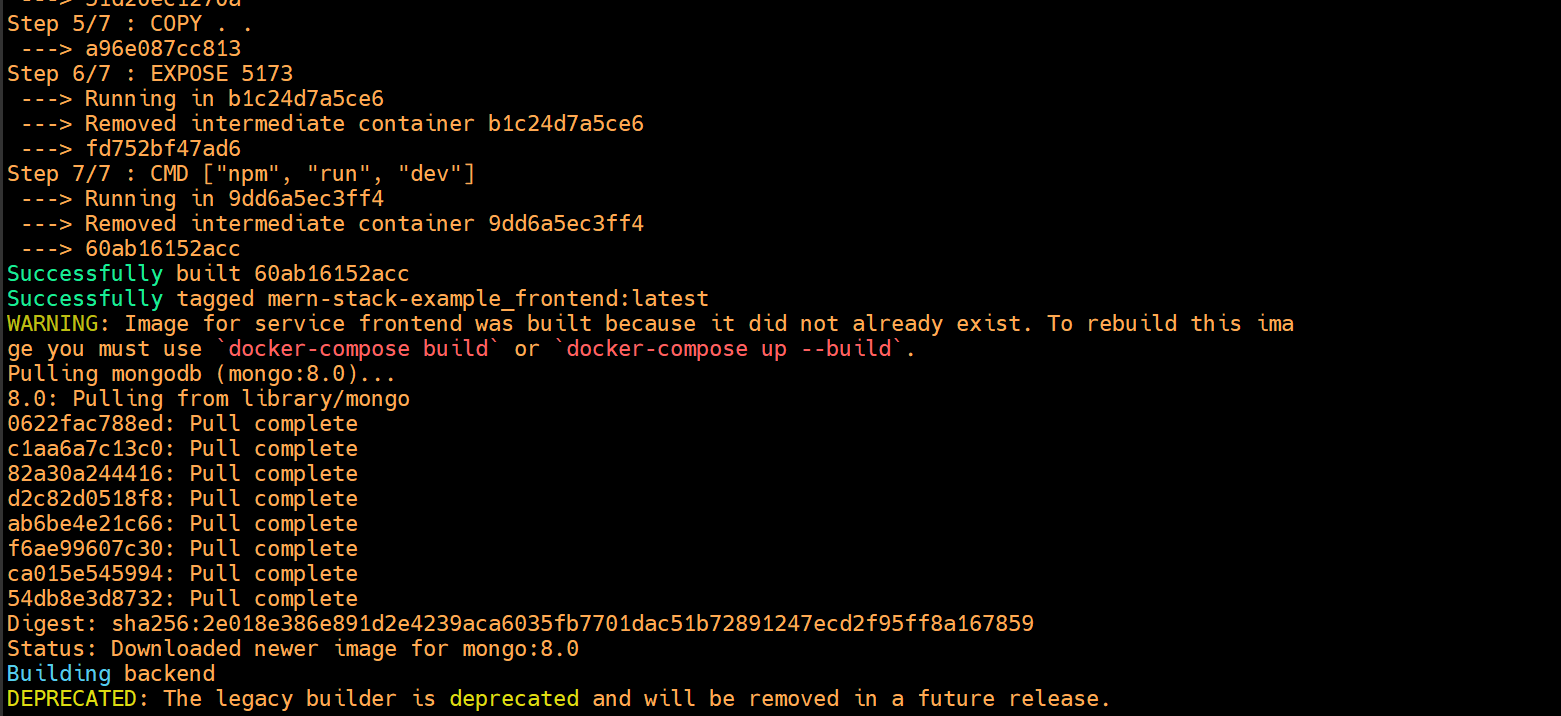 Step 5/7 : COPY . .
 ---> a96e087cc813
Step 6/7 : EXPOSE 5173
 ---> Running in b1c24d7a5ce6
 ---> Removed intermediate container b1c24d7a5ce6
 ---> fd752bf47ad6
Step 7/7 : CMD ["npm", "run", "dev"]
 ---> Running in 9dd6a5ec3ff4
 ---> Removed intermediate container 9dd6a5ec3ff4
 ---> 60ab16152acc
Successfully built 60ab16152acc
Successfully tagged mern-stack-example_frontend:latest
WARNING: Image for service frontend was built because it did not already exist. To rebuild this ima
ge you must use `docker-compose build` or `docker-compose up --build`.
Pulling mongodb (mongo:8.0)...
8.0: Pulling from library/mongo
0622fac788ed: Pull complete
c1aa6a7c13c0: Pull complete
82a30a244416: Pull complete
d2c82d0518f8: Pull complete
ab6be4e21c66: Pull complete
f6ae99607c30: Pull complete
ca015e545994: Pull complete
54db8e3d8732: Pull complete
Digest: sha256:2e018e386e891d2e4239aca6035fb7701dac51b72891247ecd2f95ff8a167859
Status: Downloaded newer image for mongo:8.0
Building backend
DEPRECATED: The legacy builder is deprecated and will be removed in a future release.